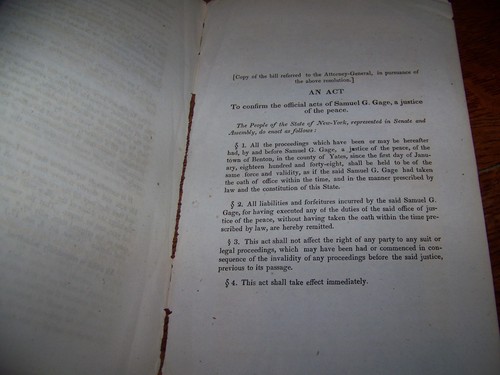 [Copy of the bill referred to the Attorney-General, in pursuance of
the above resolution.]
AN ACT
To confirm the official acts of Samuel G. Gage, a justice
of the peace.
The People of the State of New-York, represented in Senate and
Assembly, do enact as follows:
§ 1. All the proceedings which have been or may be hereafter
had, by and before Samuel G. Gage, a justice of the peace, of the
town of Benton, in the county of Yates, since the first day of Janu-
ary, eighteen hundred and forty-eight, shall be held to be of the
same force and validity, as if the said Samuel G. Gage had taken
the oath of office within the time, and in the manner prescribed by
law and the constitution of this State.
§ 2. All liabilities and forfeitures incurred by the said Samuel G.
Gage, for having executed any of the duties of the said office of jus-
tice of the peace, without having taken the oath within the time pre-
scribed by law, are hereby remitted.
§ 3. This act shall not affect the right of any party to any suit or
legal proceedings, which may have been had or commenced in con-
sequence of the invalidity of any proceedings before the said justice,
previous to its passage.
§ 4. This act shall take effect immediately.